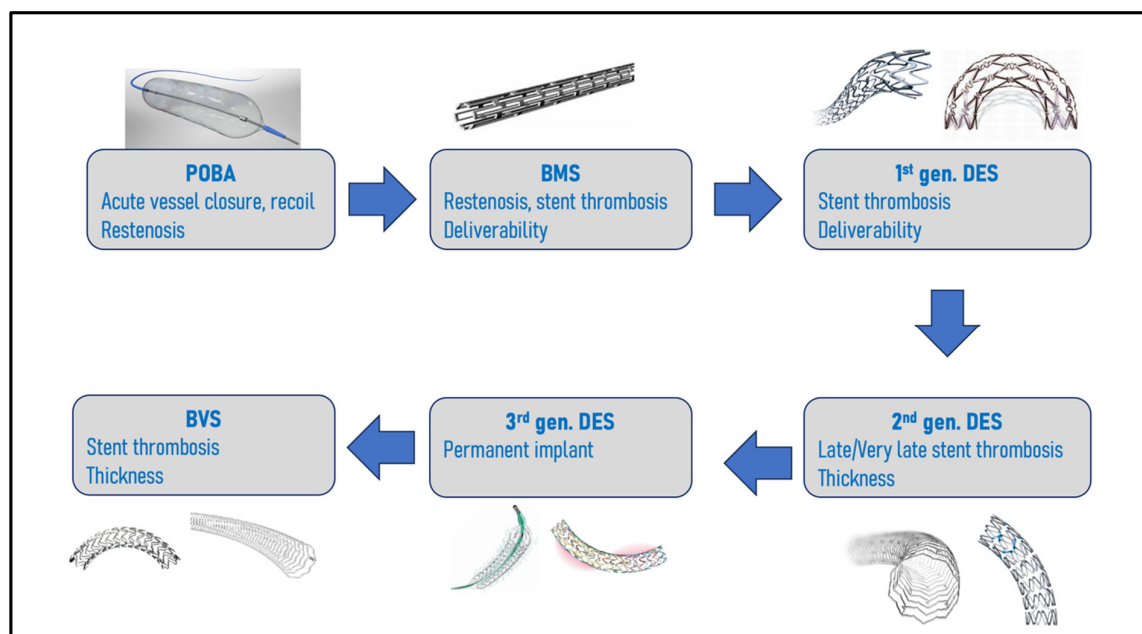 POBA
Acute vessel closure, recoil
Restenosis
BMS
Restenosis, stent thrombosis
Deliverability
1st gen. DES
Stent thrombosis
Deliverability
2nd gen. DES
Late/Very late stent thrombosis
Thickness
3rd gen. DES
Permanent implant
BVS
Stent thrombosis
Thickness